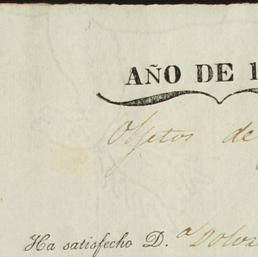 AÑO DE 1
Objetos de
Ha satisfecho D.ª Dolor